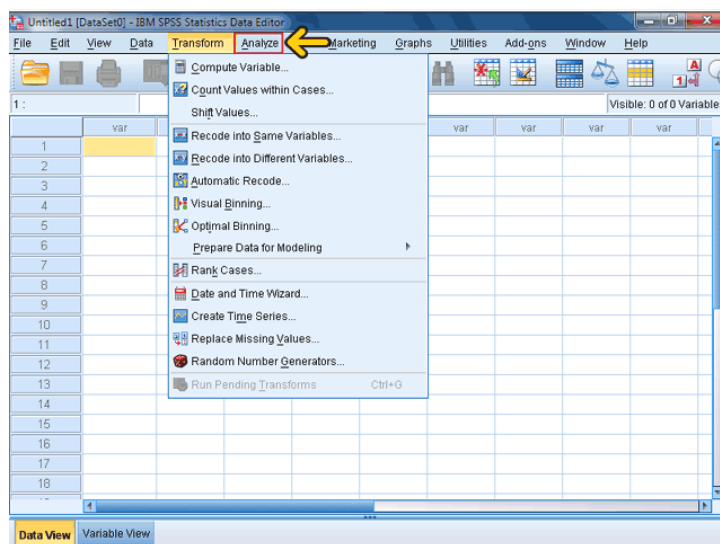 Untitled1 [DataSet0] - IBM SPSS Statistics Data Editor
File Edit View Data Transform Analyze Marketing Graphs Utilities Add-ons Window Help
1 :
Visible: 0 of 0 Variable
var var var var var
Compute Variable...
Count Values within Cases...
Shift Values...
Recode into Same Variables...
Recode into Different Variables...
Automatic Recode...
Visual Binning...
Optimal Binning...
Prepare Data for Modeling
Rank Cases...
Date and Time Wizard...
Create Time Series...
Replace Missing Values...
Random Number Generators...
Run Pending Transforms Ctrl+G
1
2
3
4
5
6
7
8
9
10
11
12
13
14
15
16
17
18
Data View Variable View